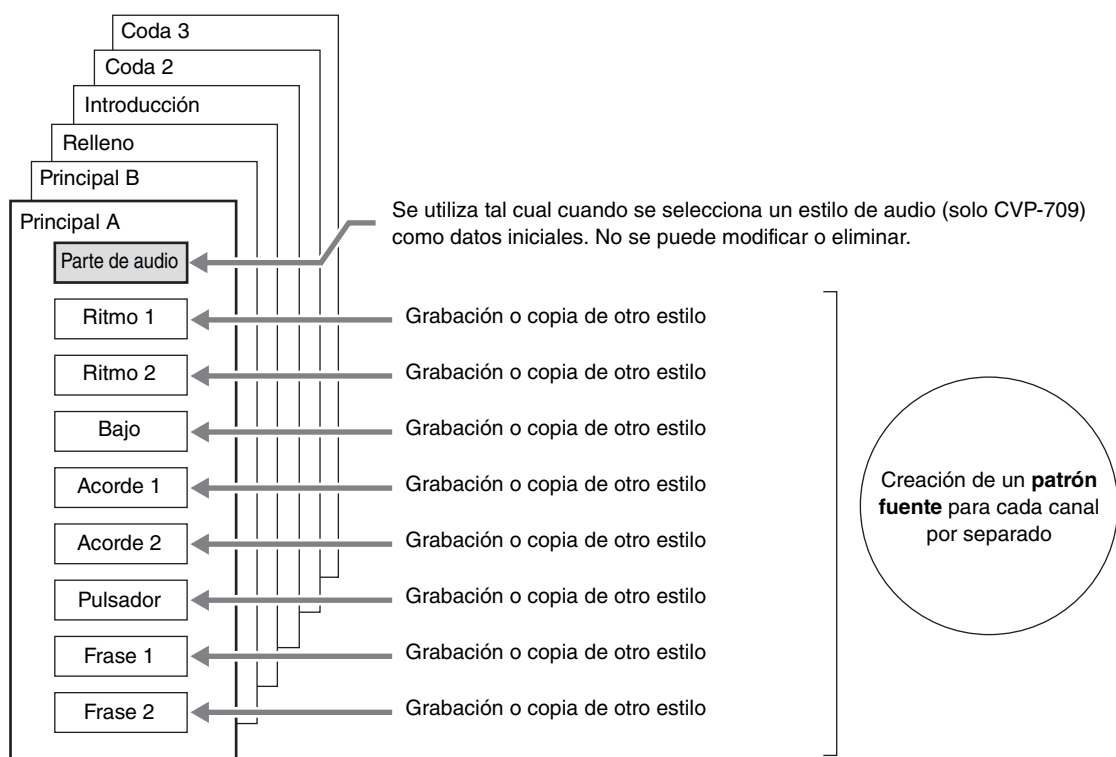 Coda 3
Coda 2
Introducción
Relleno
Principal B
Principal A
Se utiliza tal cual cuando se selecciona un estilo de audio (solo CVP-709)
como datos iniciales. No se puede modificar o eliminar.
Parte de audio
Ritmo 1
Grabación o copia de otro estilo
Ritmo 2
Grabación o copia de otro estilo
Bajo
Grabación o copia de otro estilo
Acorde 1
Grabación o copia de otro estilo
Acorde 2
Grabación o copia de otro estilo
Pulsador
Grabación o copia de otro estilo
Frase 1
Grabación o copia de otro estilo
Frase 2
Grabación o copia de otro estilo
Creación de un patrón
fuente para cada canal
por separado